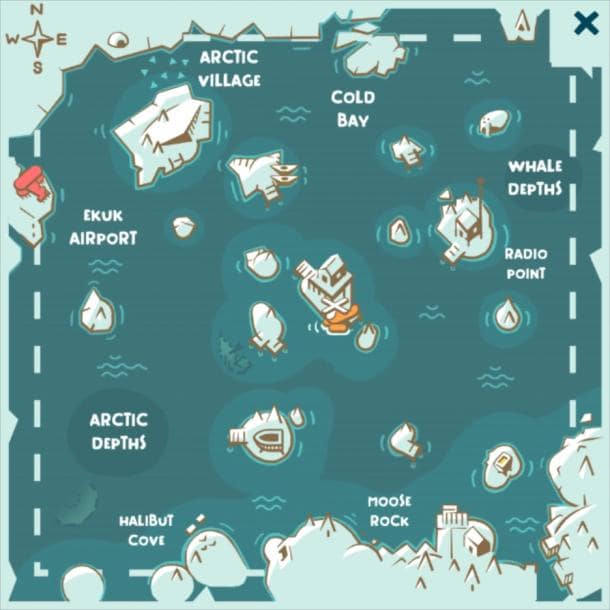 N
W E
S
X
ARCTIC
VILLAGE
COLD
BAY
WHALE
DEPTHS
EKUK
AIRPORT
RADIO
POINT
ARCTIC
DEPTHS
MOOSE
ROCK
HALIBUT
COVE